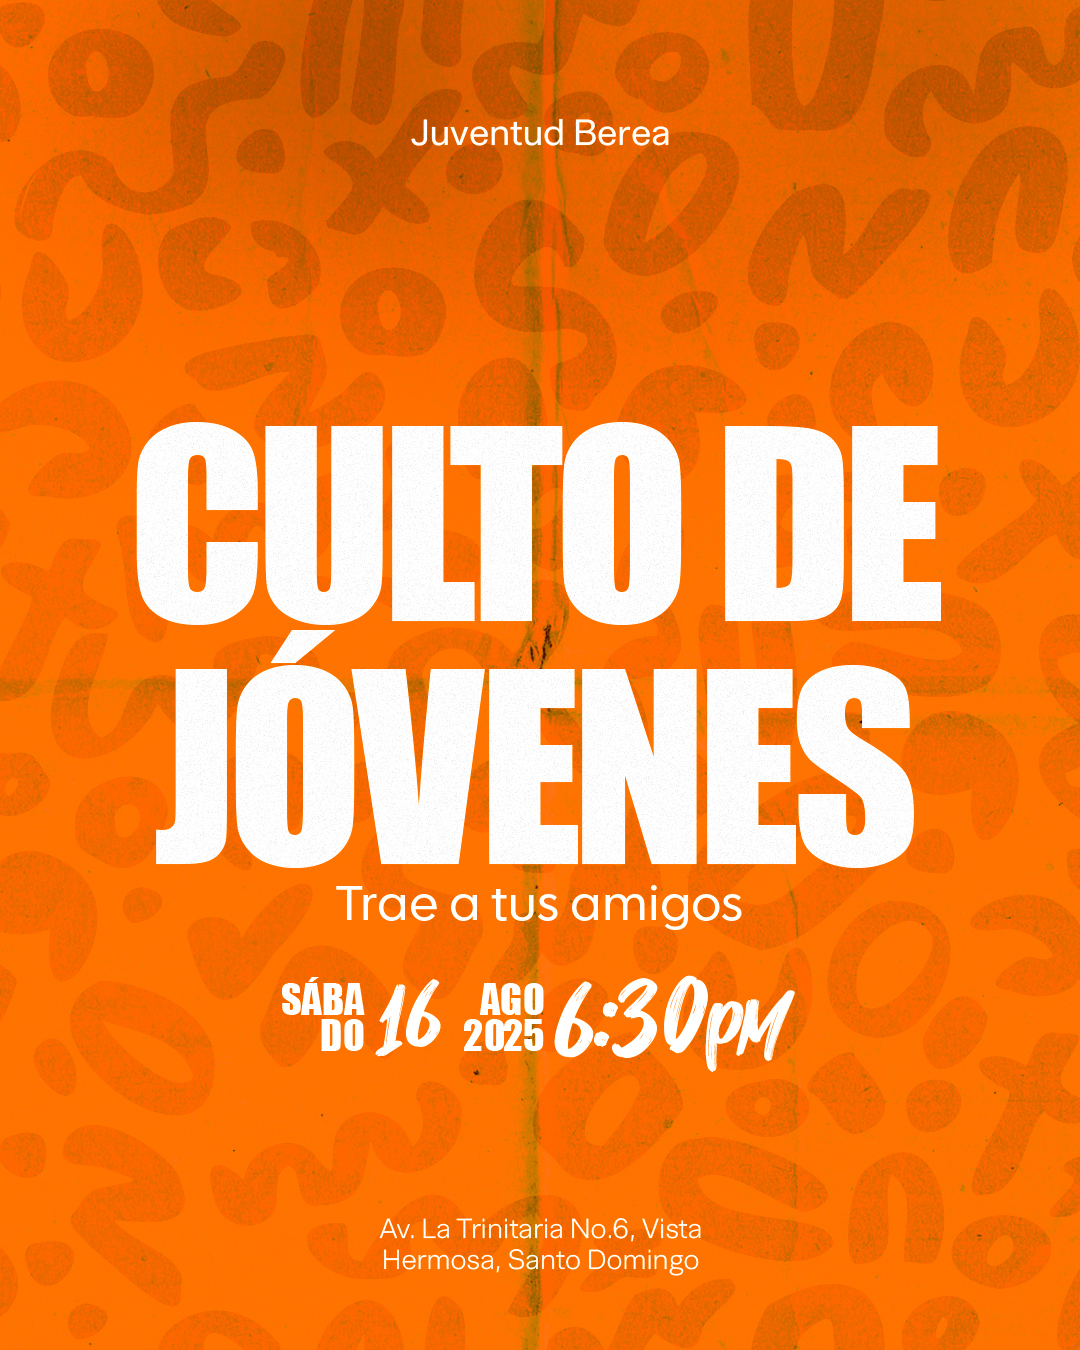 Juventud Berea
CULTO DE
JÓVENES
Trae a tus amigos
SÁBA
DO
16
AGO
2025
6:30PM
Av. La Trinitaria No.6, Vista
Hermosa, Santo Domingo